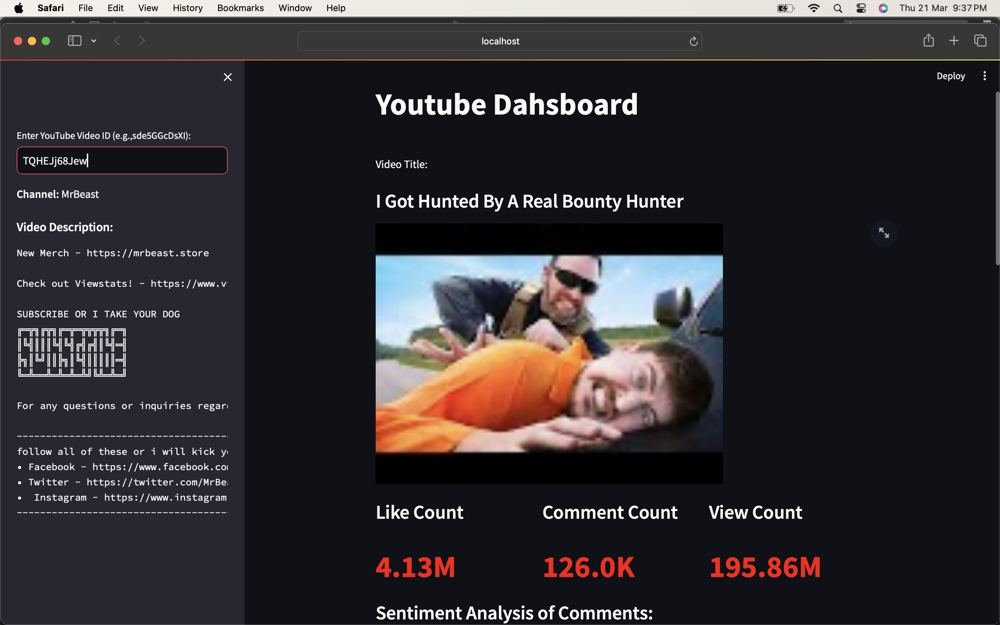 Safari File Edit View History Bookmarks Window Help Thu 21 Mar 9:37 PM
localhost
Deploy
Enter YouTube Video ID (e.g.,sde5GGcDsXI):
TQHEJj68Jew
Channel: MrBeast
Video Description:
New Merch - https://mrbeast.store
Check out Viewstats! - https://www.v
SUBSCRIBE OR I TAKE YOUR DOG
For any questions or inquiries regar
----------------------------------------
follow all of these or i will kick y
• Facebook - https://www.facebook.co
• Twitter - https://twitter.com/MrBe
•  Instagram - https://www.instagram
----------------------------------------
Youtube Dahsboard
Video Title:
I Got Hunted By A Real Bounty Hunter
Like Count Comment Count View Count
4.13M 126.0K 195.86M
Sentiment Analysis of Comments: